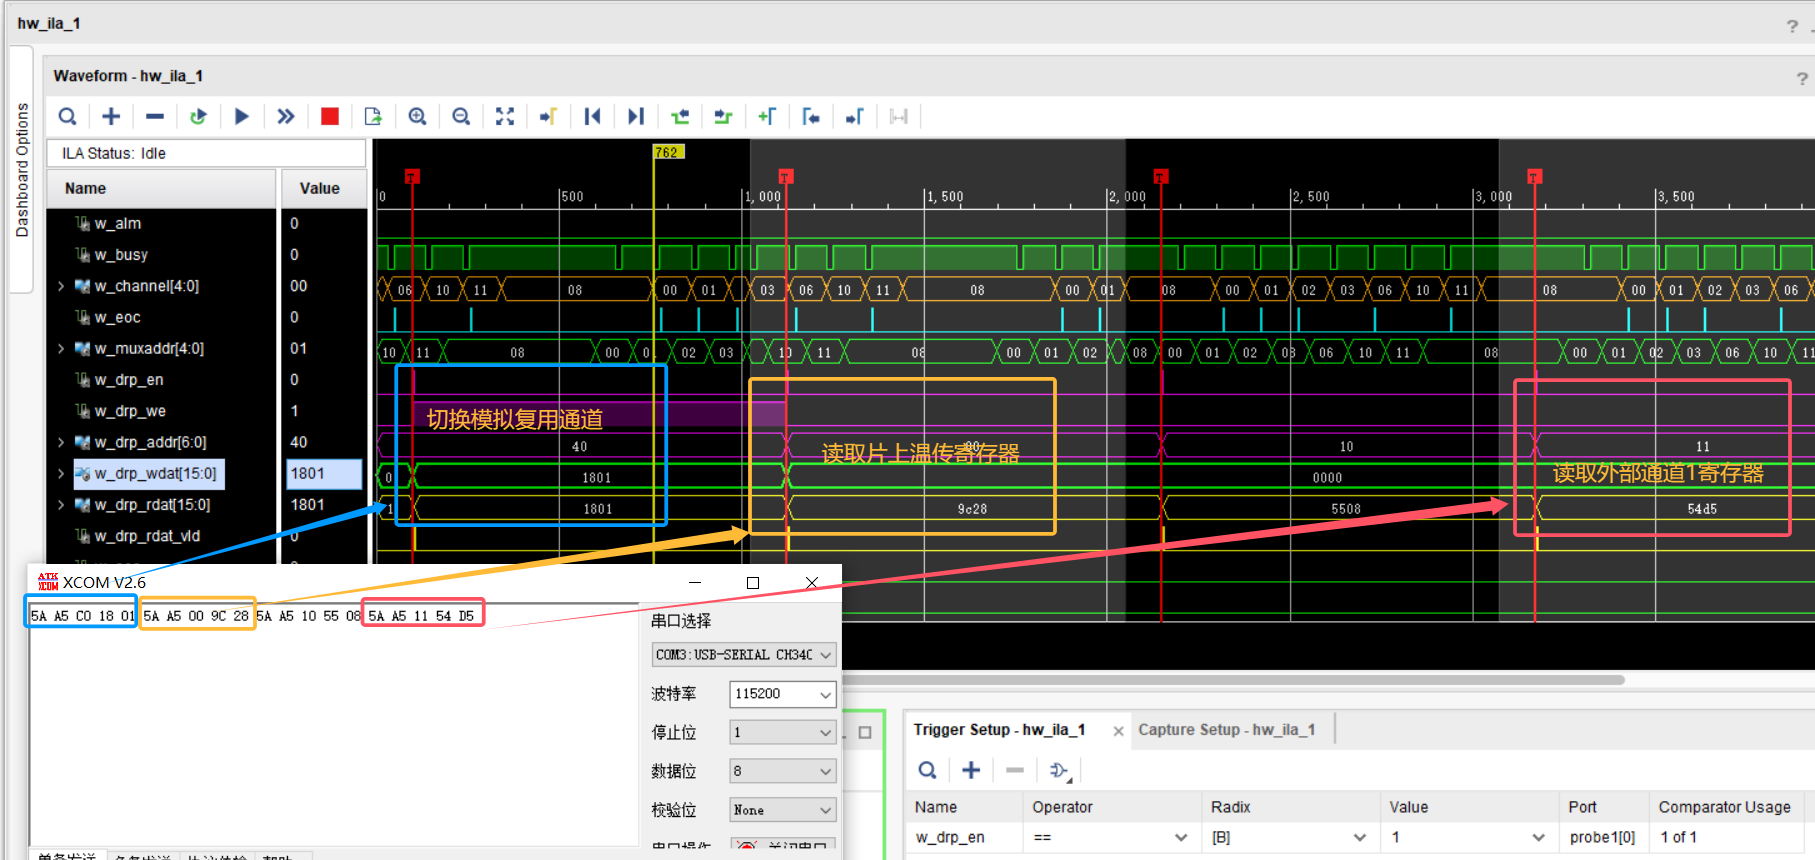 hw_ila_1
?
Dashboard Options
Waveform - hw_ila_1
?
ILA Status: Idle
Name Value
w_alm 0
w_busy 0
w_channel[4:0] 00
w_eoc 0
w_muxaddr[4:0] 01
w_drp_en 0
w_drp_we 1
w_drp_addr[6:0] 40
w_drp_wdat[15:0] 1801
w_drp_rdat[15:0] 1801
w_drp_rdat_vld 0
762
T T T T
0 500 1,000 1,500 2,000 2,500 3,000 3,500
06 10 11 08 00 01 03 06 10 11 08 00 01 08 00 01 02 03 06 10 11 08 00 01 02 03 06
10 11 08 00 0. 02 03 10 11 08 00 01 02 08 00 01 02 03 06 10 11 08 00 01 02 03 06 10 11
切换模拟复用通道
40 10 11
读取片上温传寄存器
读取外部通道1寄存器
0 1801 0000
1 1801 9c28 5508 54d5
ATK XCOM XCOM V2.6
5A A5 C0 18 01 5A A5 00 9C 28 5A A5 10 55 08 5A A5 11 54 D5
串口选择
COM3:USB-SERIAL CH340
波特率 115200
停止位 1
数据位 8
校验位 None
串口操作 关闭串口
单条发送 多条发送 协议传输 帮助
Trigger Setup - hw_ila_1 Capture Setup - hw_ila_1
Name Operator Radix Value Port Comparator Usage
w_drp_en == [B] 1 probe1[0] 1 of 1